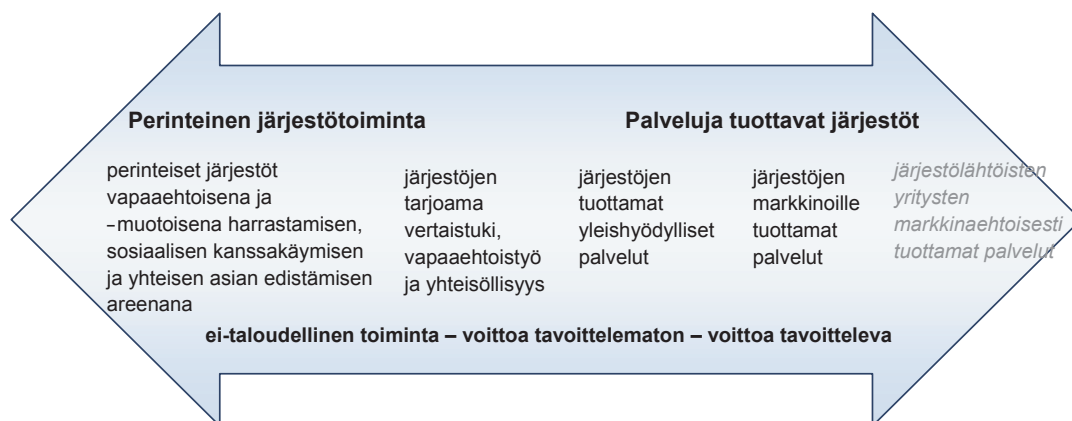 Perinteinen järjestötoiminta
Palveluja tuottavat järjestöt
perinteiset järjestöt
vapaaehtoisena ja
–muotoisena harrastamisen,
sosiaalisen kanssakäymisen
ja yhteisen asian edistämisen
areenana
järjestöjen
tarjoama
vertaistuki,
vapaaehtoistyö
ja yhteisöllisyys
järjestöjen
tuottamat
yleishyödylliset
palvelut
järjestöjen
markkinoille
tuottamat
palvelut
järjestölähtöisten
yritysten
markkinaehtoisesti
tuottamat palvelut
ei-taloudellinen toiminta – voittoa tavoittelematon – voittoa tavoitteleva